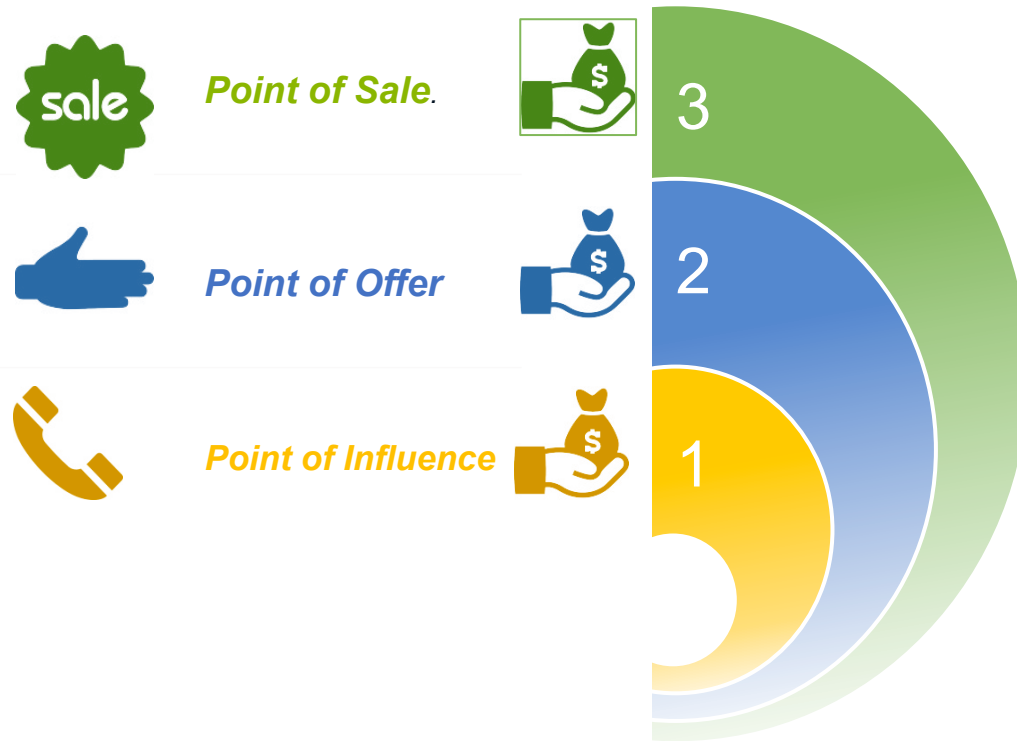 sale
Point of Sale.
$
3
Point of Offer
$
2
Point of Influence
$
1